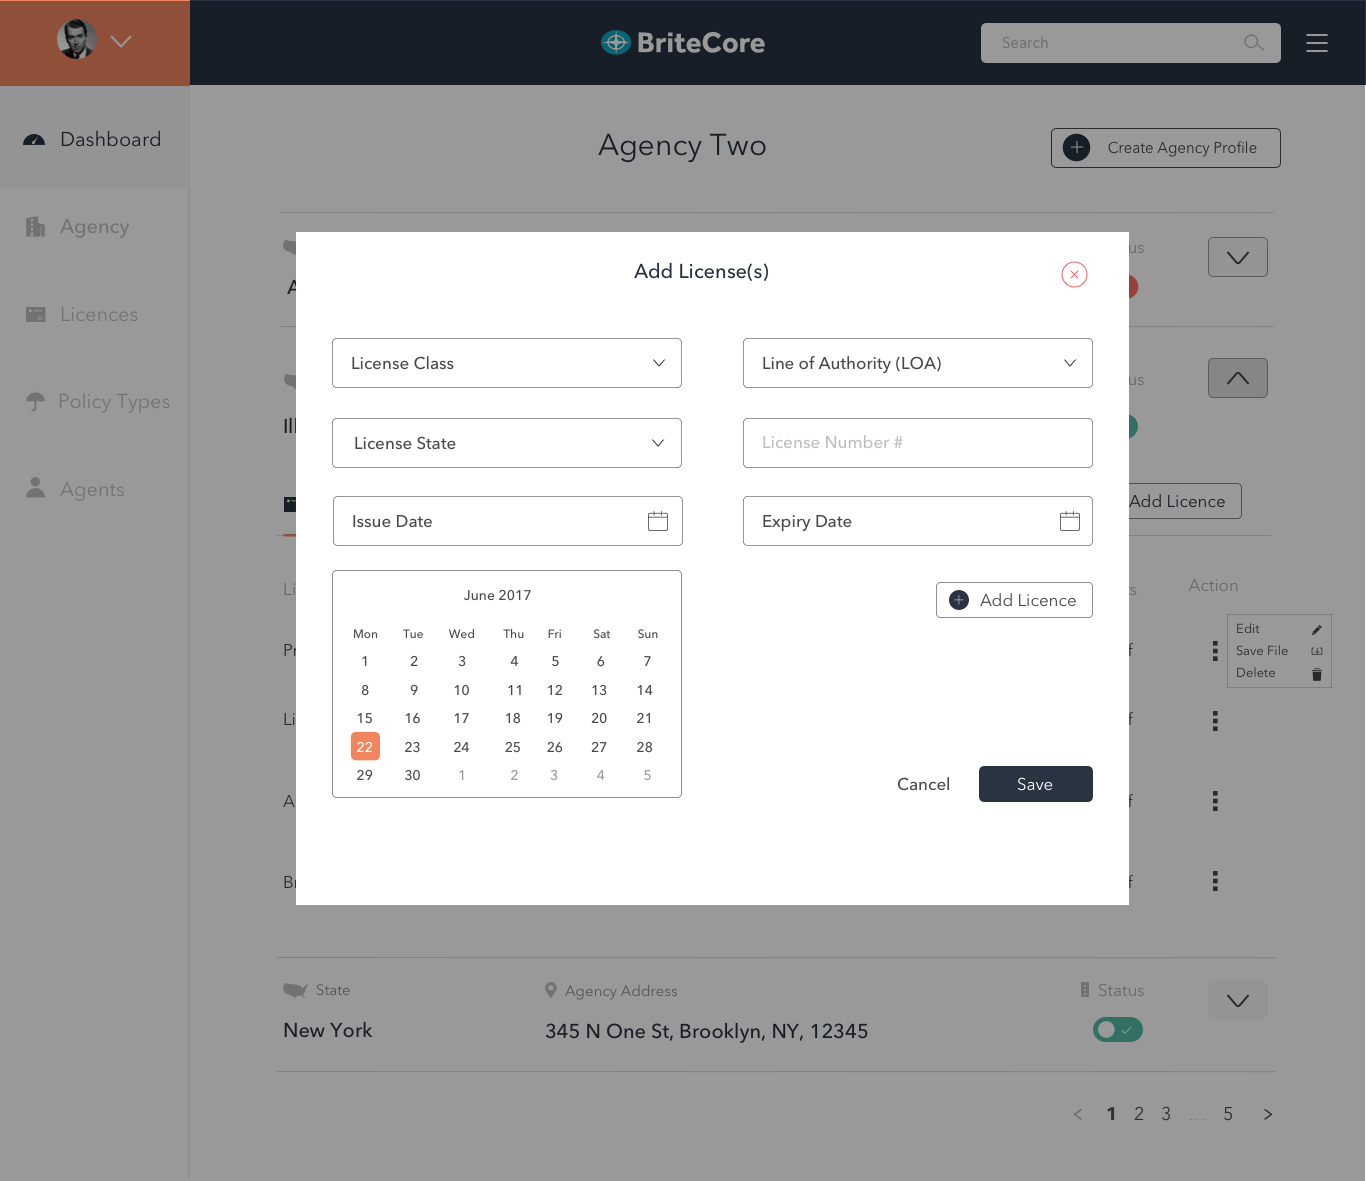 BriteCore
Search
Dashboard
Agency
Licences
Policy Types
Agents
Agency Two
Create Agency Profile
us
A
us
Ill
Add Licence
Li
s
Action
Pr
f
Edit
Save File
Delete
Li
f
A
f
Br
f
Add License(s)
License Class
Line of Authority (LOA)
License State
License Number #
Issue Date
Expiry Date
June 2017
Mon Tue Wed Thu Fri Sat Sun
1 2 3 4 5 6 7
8 9 10 11 12 13 14
15 16 17 18 19 20 21
22 23 24 25 26 27 28
29 30 1 2 3 4 5
Add Licence
Cancel
Save
State
Agency Address
Status
New York
345 N One St, Brooklyn, NY, 12345
< 1 2 3 ... 5 >